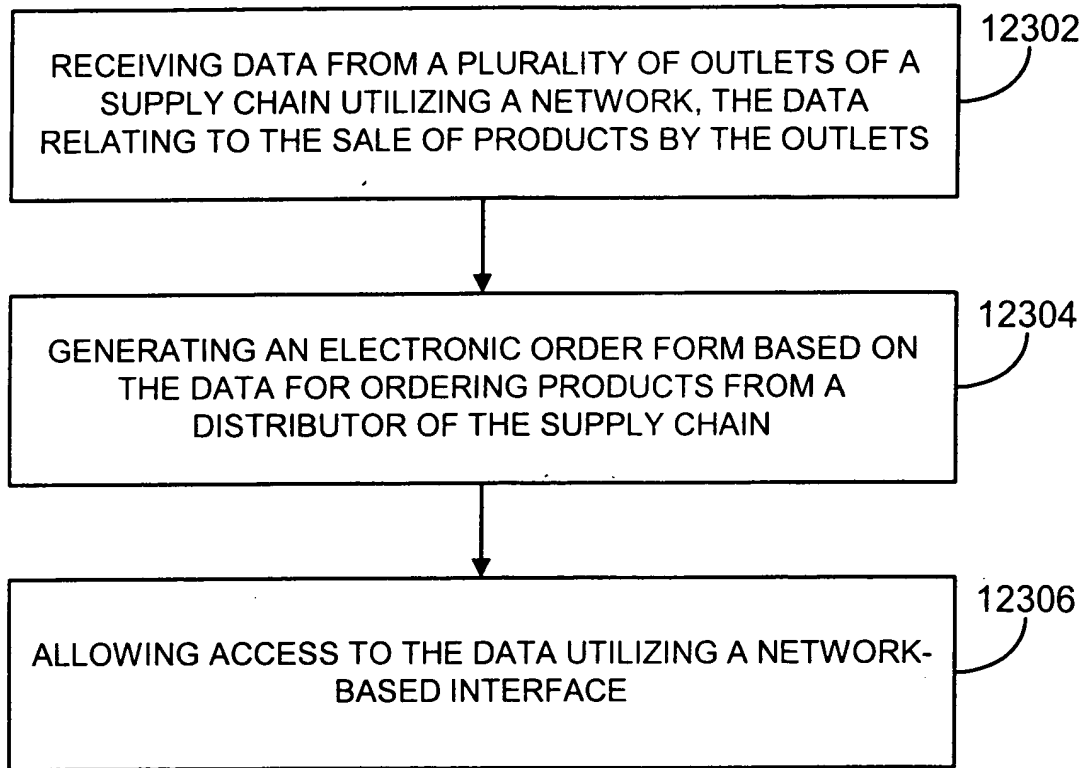 12302
RECEIVING DATA FROM A PLURALITY OF OUTLETS OF A
SUPPLY CHAIN UTILIZING A NETWORK, THE DATA
RELATING TO THE SALE OF PRODUCTS BY THE OUTLETS
12304
GENERATING AN ELECTRONIC ORDER FORM BASED ON
THE DATA FOR ORDERING PRODUCTS FROM A
DISTRIBUTOR OF THE SUPPLY CHAIN
12306
ALLOWING ACCESS TO THE DATA UTILIZING A NETWORK-
BASED INTERFACE